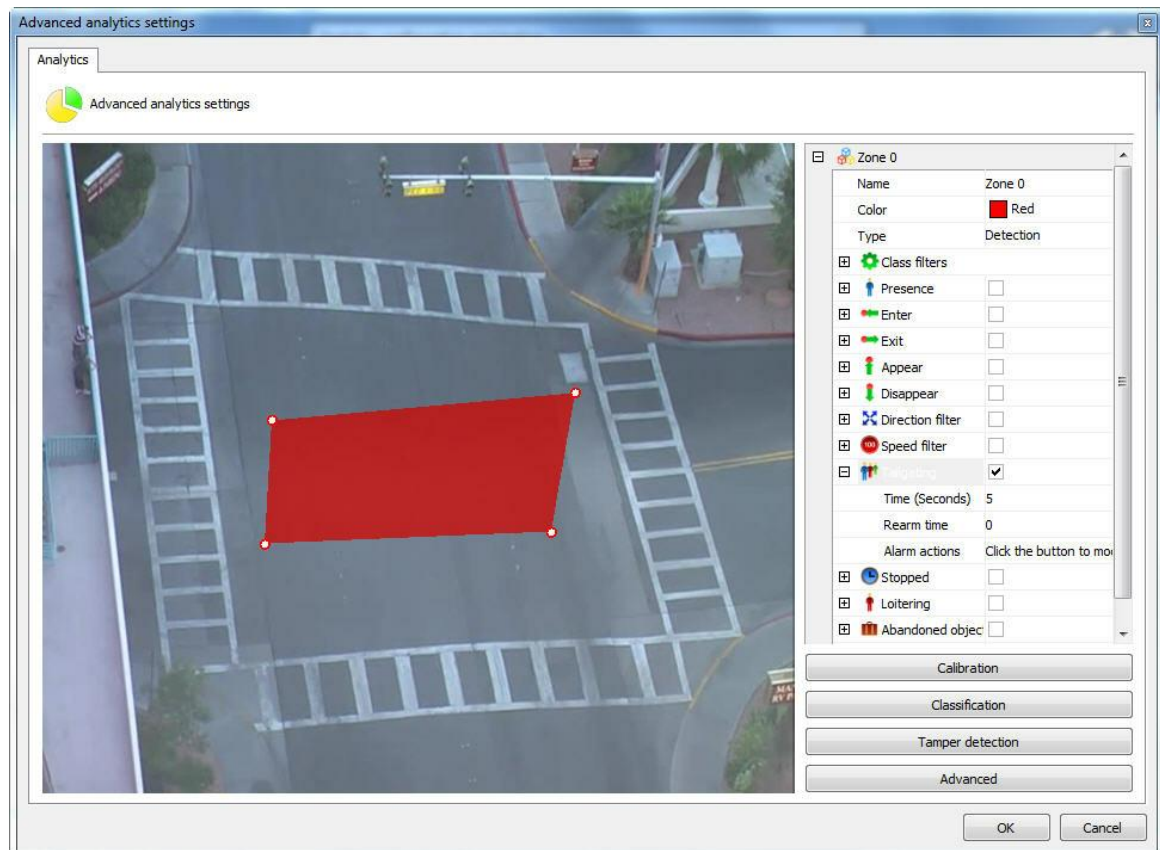 Advanced analytics settings
Analytics
Advanced analytics settings
Zone 0
Name Zone 0
Color Red
Type Detection
Class filters
Presence
Enter
Exit
Appear
Disappear
Direction filter
100 Speed filter
Targeting
Time (Seconds) 5
Rearm time 0
Alarm actions Click the button to mo
Stopped
Loitering
Abandoned objec
Calibration
Classification
Tamper detection
Advanced
OK Cancel